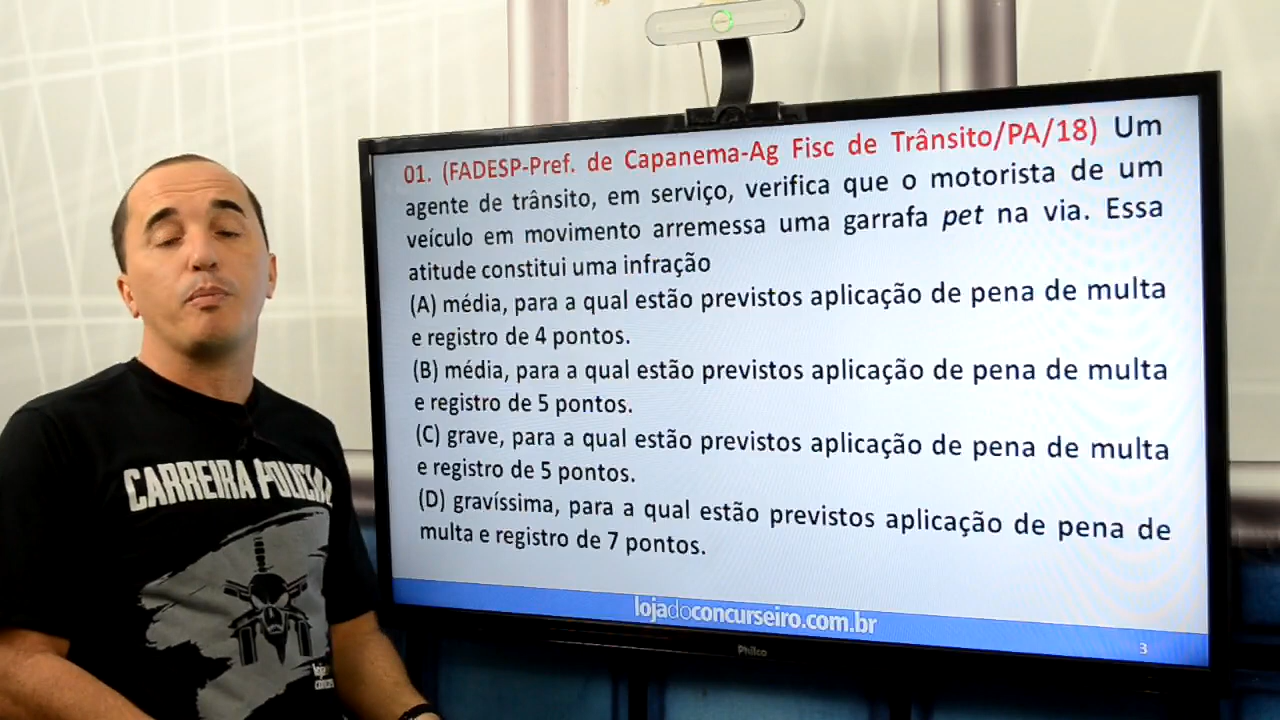 01. (FADESP-Pref. de Capanema-Ag Fisc de Trânsito/PA/18) Um
agente de trânsito, em serviço, verifica que o motorista de um
veículo em movimento arremessa uma garrafa pet na via. Essa
atitude constitui uma infração
(A) média, para a qual estão previstos aplicação de pena de multa
e registro de 4 pontos.
(B) média, para a qual estão previstos aplicação de pena de multa
e registro de 5 pontos.
(C) grave, para a qual estão previstos aplicação de pena de multa
e registro de 5 pontos.
(D) gravíssima, para a qual estão previstos aplicação de pena de
multa e registro de 7 pontos.
lojadoconcurseiro.com.br
3
Philco
CARREIRA POLICIAL